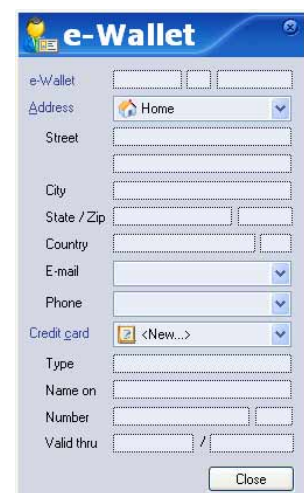 e-Wallet
e-Wallet
Address Home
Street
City
State / Zip
Country
E-mail
Phone
Credit card <New...>
Type
Name on
Number
Valid thru /
Close